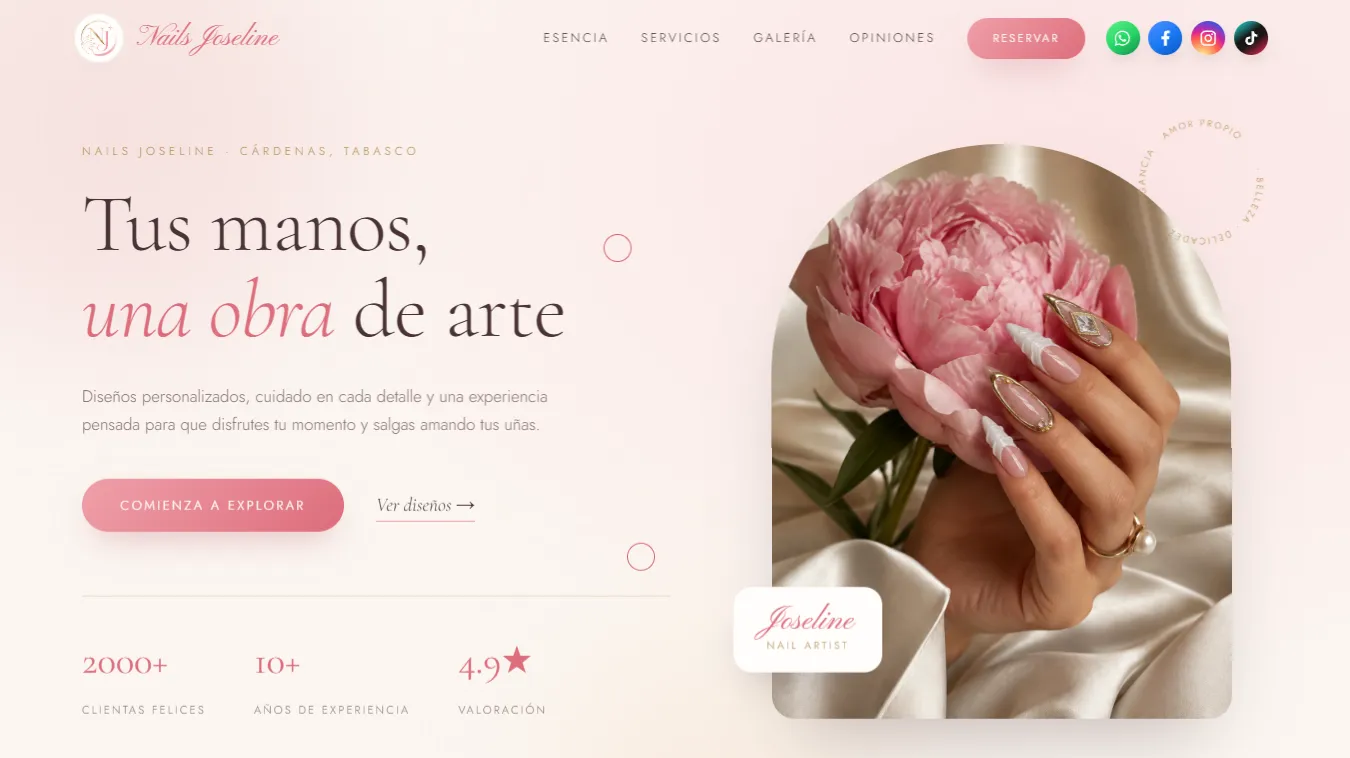 NJ
Nails Joseline
ESENCIA
SERVICIOS
GALERÍA
OPINIONES
RESERVAR
NAILS JOSELINE · CÁRDENAS, TABASCO
Tus manos,
una obra de arte
Diseños personalizados, cuidado en cada detalle y una experiencia
pensada para que disfrutes tu momento y salgas amando tus uñas.
COMIENZA A EXPLORAR
Ver diseños →
2000+
CLIENTAS FELICES
10+
AÑOS DE EXPERIENCIA
4.9★
VALORACIÓN
AMOR PROPIO
BELLEZA · DELICADEZ
Joseline
NAIL ARTIST